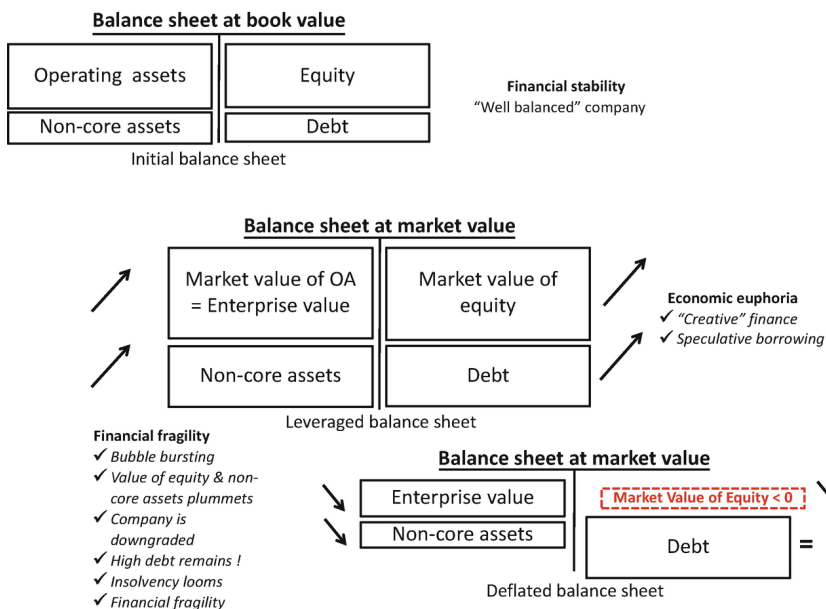 Balance sheet at book value
Operating assets
Equity
Non-core assets
Debt
Initial balance sheet
Financial stability
“Well balanced” company
Balance sheet at market value
Market value of OA
= Enterprise value
Market value of
equity
Non-core assets
Debt
Leveraged balance sheet
Economic euphoria
✓ “Creative” finance
✓ Speculative borrowing
Financial fragility
✓ Bubble bursting
✓ Value of equity & non-
core assets plummets
✓ Company is
downgraded
✓ High debt remains !
✓ Insolvency looms
✓ Financial fragility
Balance sheet at market value
Enterprise value
Market Value of Equity < 0
Non-core assets
Debt
=
Deflated balance sheet